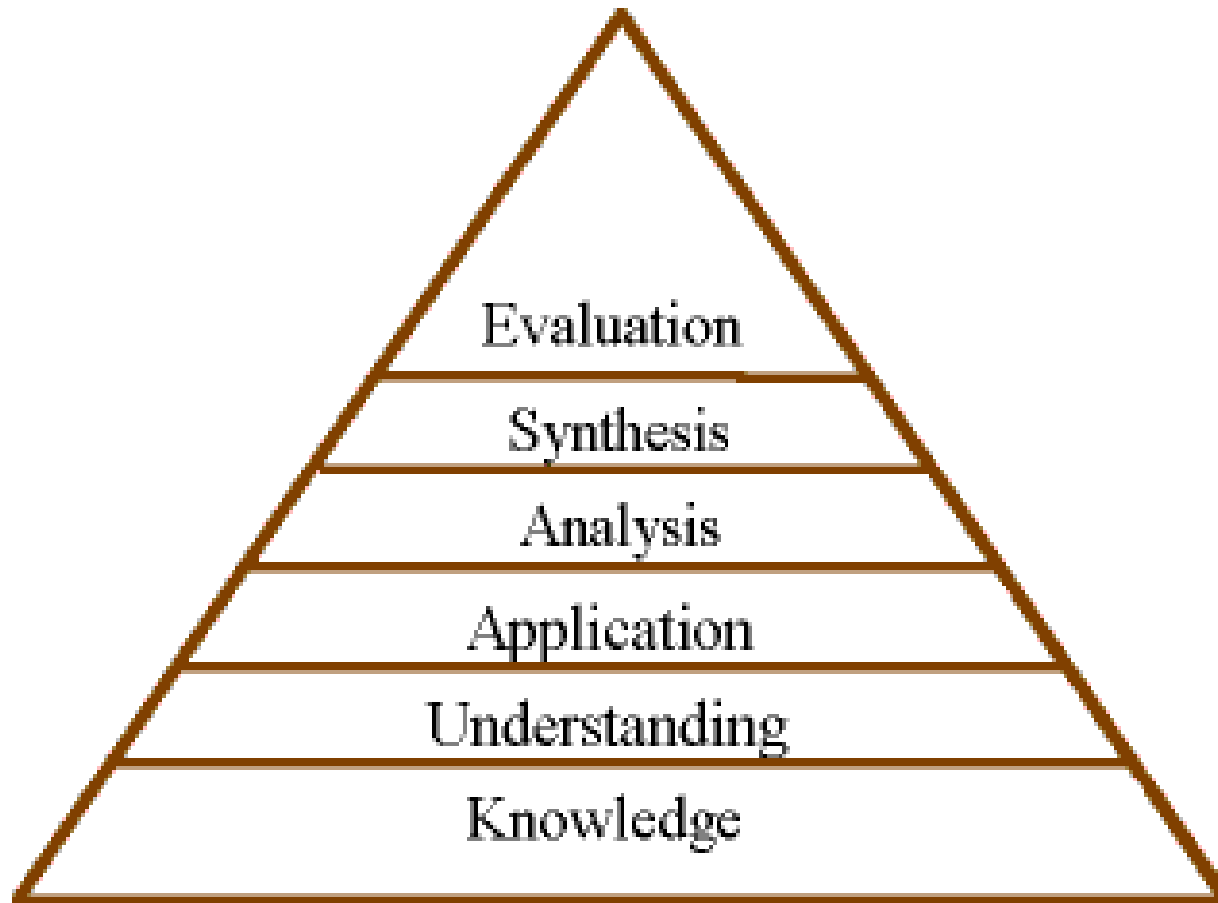 Evaluation
Synthesis
Analysis
Application
Understanding
Knowledge